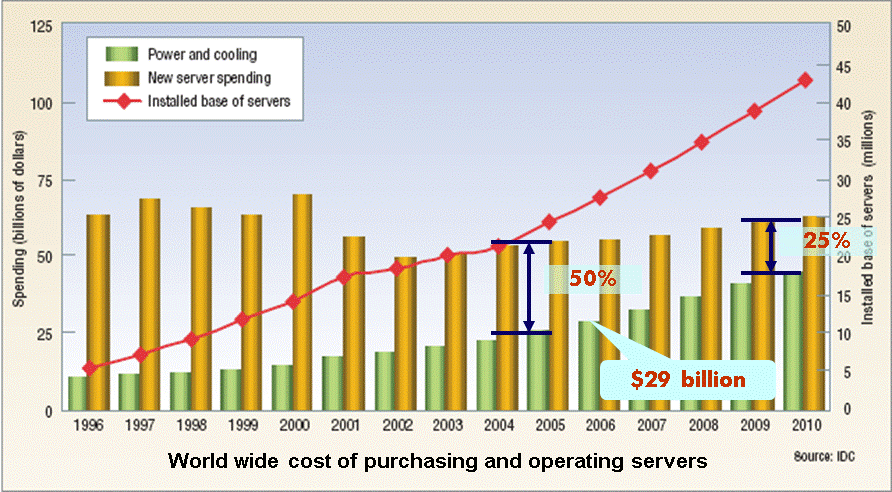 125
100
75
50
25
0
Spending (billions of dollars)
Power and cooling
New server spending
Installed base of servers
50%
25%
$29 billion
50
45
40
35
30
25
20
15
10
5
0
Installed base of servers (millions)
1996 1997 1998 1999 2000 2001 2002 2003 2004 2005 2006 2007 2008 2009 2010
World wide cost of purchasing and operating servers
Source: IDC